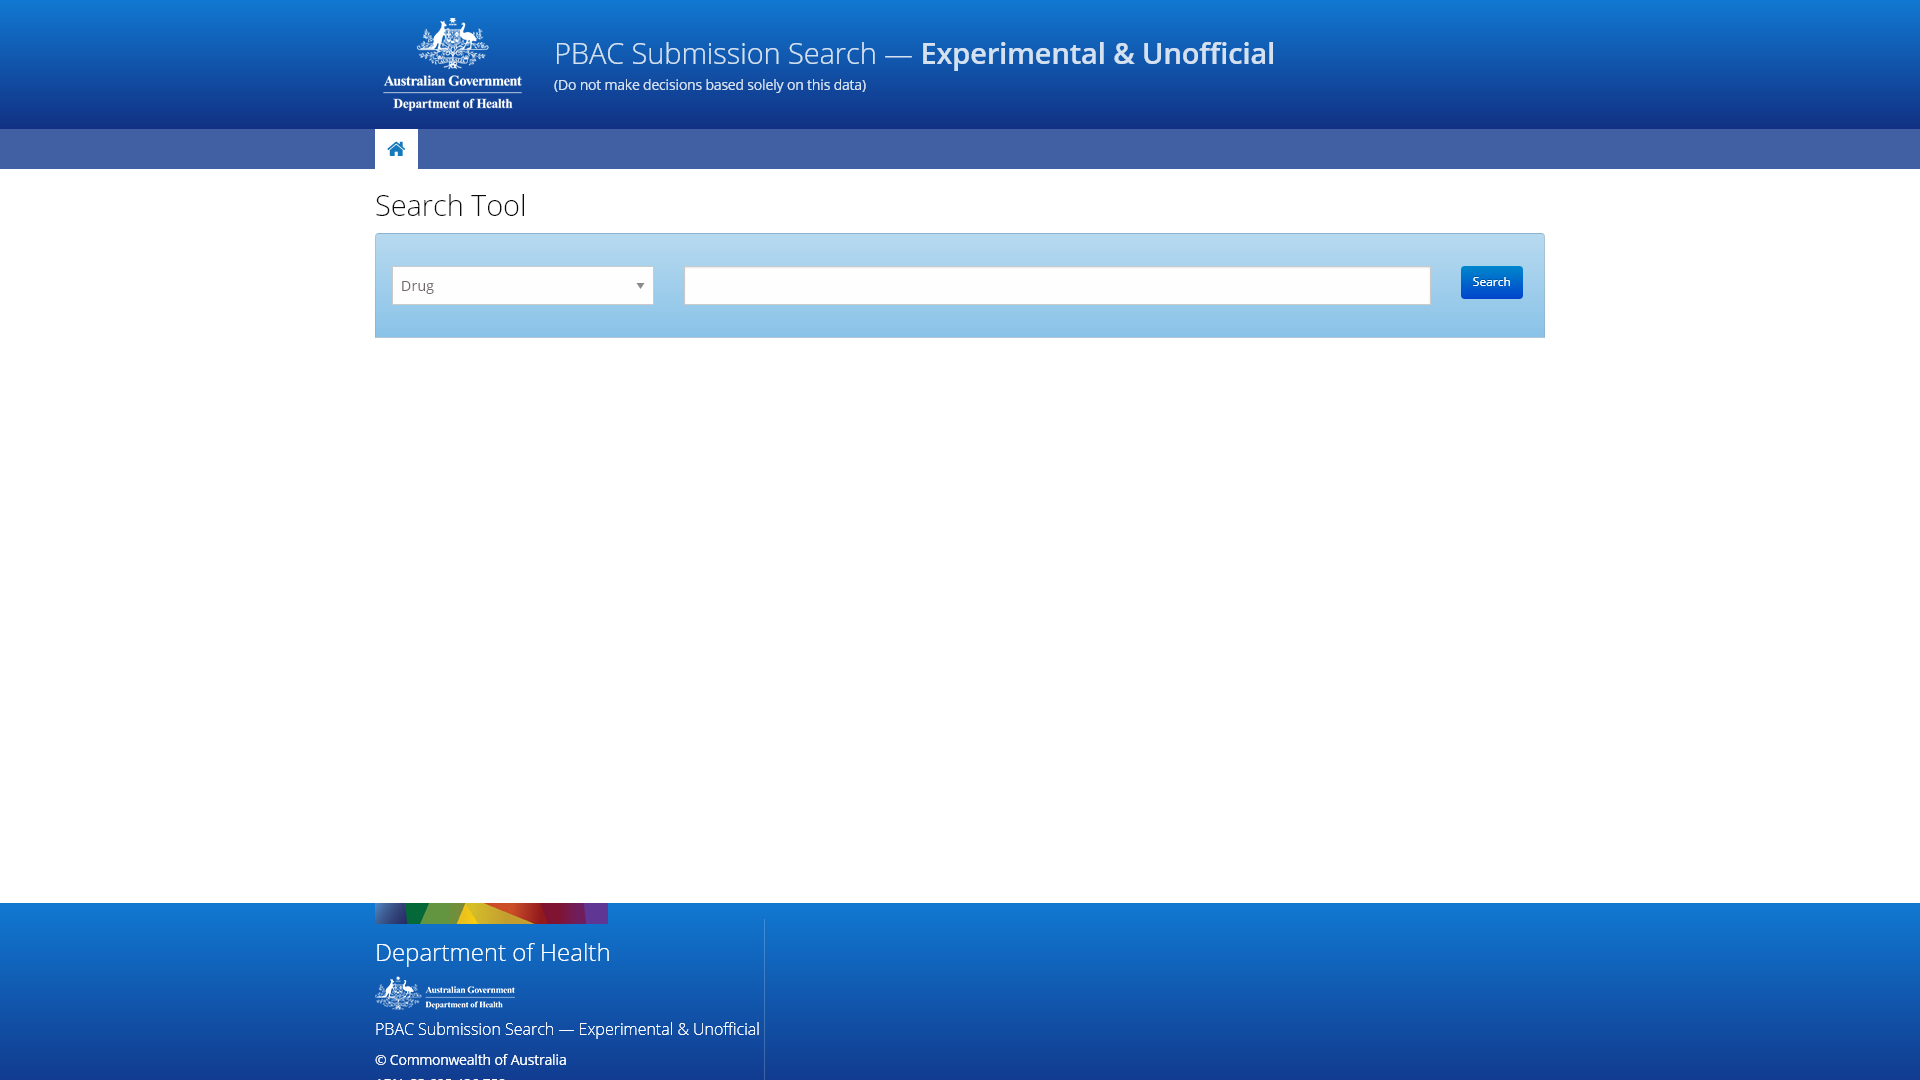 Australian Government
Department of Health
PBAC Submission Search — Experimental & Unofficial
(Do not make decisions based solely on this data)
Search Tool
Drug
Search
Department of Health
Australian Government
Department of Health
PBAC Submission Search — Experimental & Unofficial
© Commonwealth of Australia